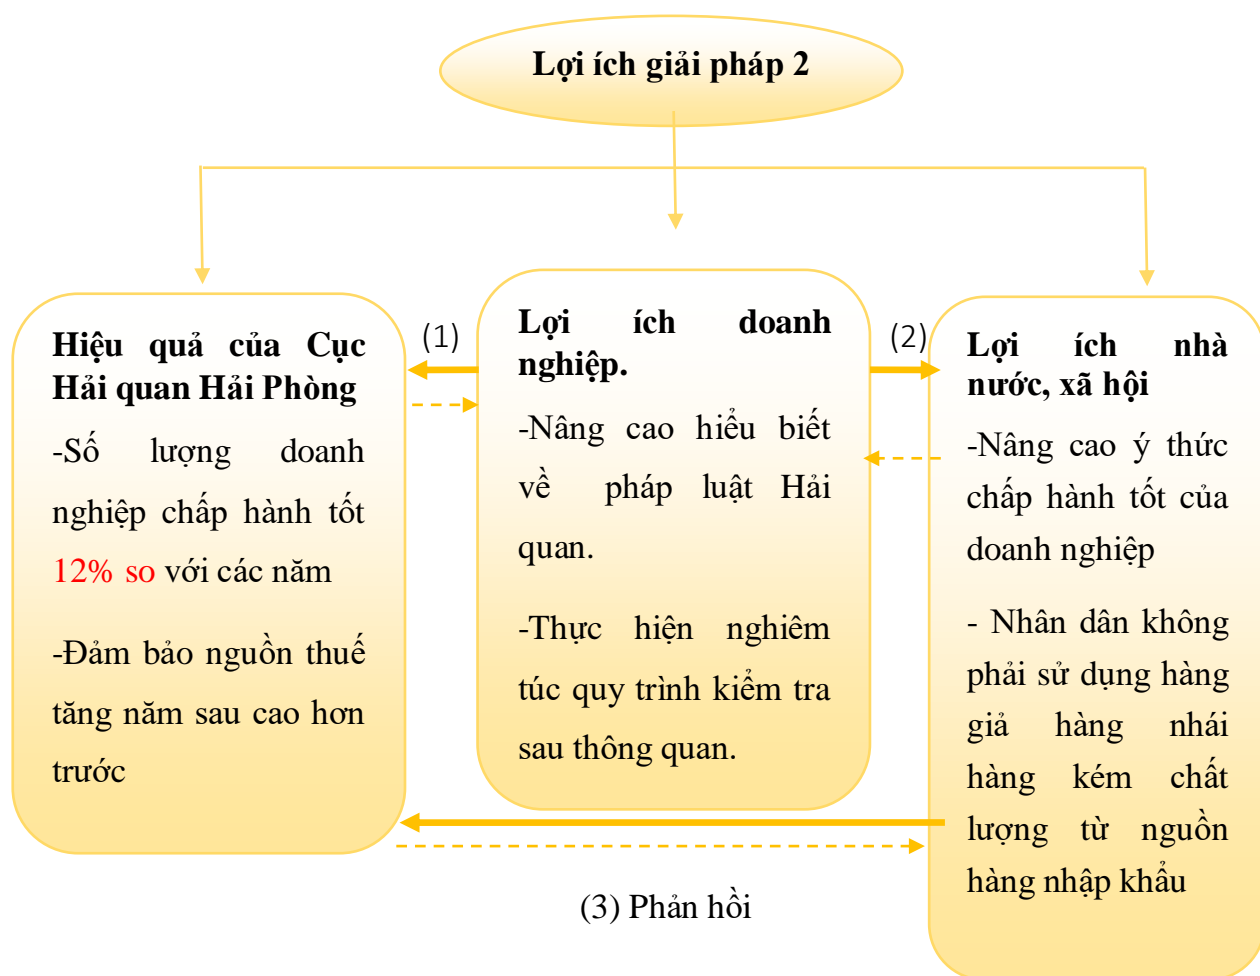 Lợi ích giải pháp 2
Hiệu quả của Cục
Hải quan Hải Phòng
-Số lượng doanh
nghiệp chấp hành tốt
12% so với các năm
-Đảm bảo nguồn thuế
tăng năm sau cao hơn
trước
(1)
Lợi ích doanh
nghiệp.
-Nâng cao hiểu biết
về pháp luật Hải
quan.
-Thực hiện nghiêm
túc quy trình kiểm tra
sau thông quan.
(2)
Lợi ích nhà
nước, xã hội
-Nâng cao ý thức
chấp hành tốt của
doanh nghiệp
- Nhân dân không
phải sử dụng hàng
giả hàng nhái
hàng kém chất
lượng từ nguồn
hàng nhập khẩu
(3) Phản hồi